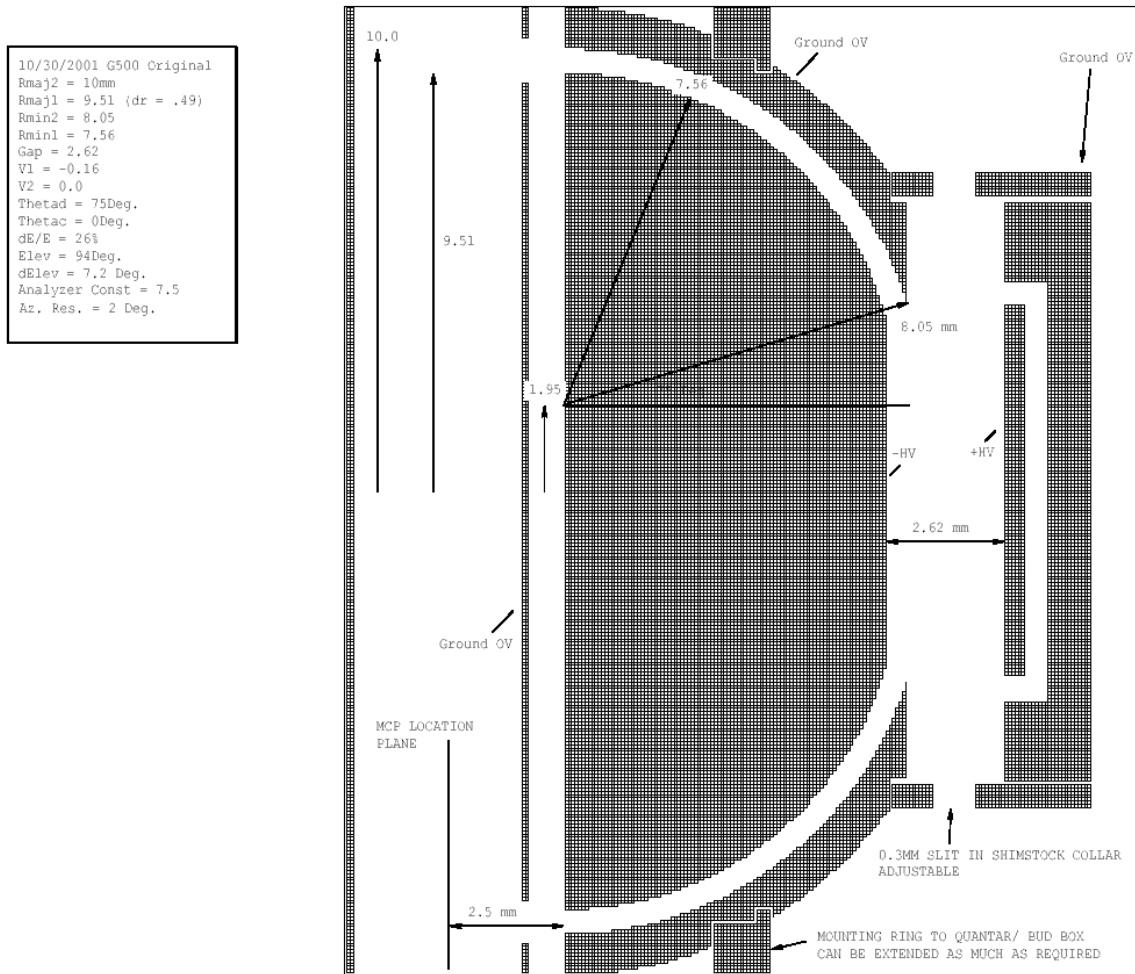 10/30/2001 G500 Original
Rmaj2 = 10mm
Rmaj1 = 9.51 (dr = .49)
Rmin2 = 8.05
Rmin1 = 7.56
Gap = 2.62
V1 = -0.16
V2 = 0.0
Thetad = 75Deg.
Thetac = 0Deg.
dE/E = 26%
Elev = 94Deg.
dElev = 7.2 Deg.
Analyzer Const = 7.5
Az. Res. = 2 Deg.
10.0
Ground 0V
Ground 0V
7.56
9.51
8.05 mm
1.95
-HV
+HV
2.62 mm
Ground 0V
MCP LOCATION
PLANE
0.3MM SLIT IN SHIMSTOCK COLLAR
ADJUSTABLE
2.5 mm
MOUNTING RING TO QUANTAR/ BUD BOX
CAN BE EXTENDED AS MUCH AS REQUIRED